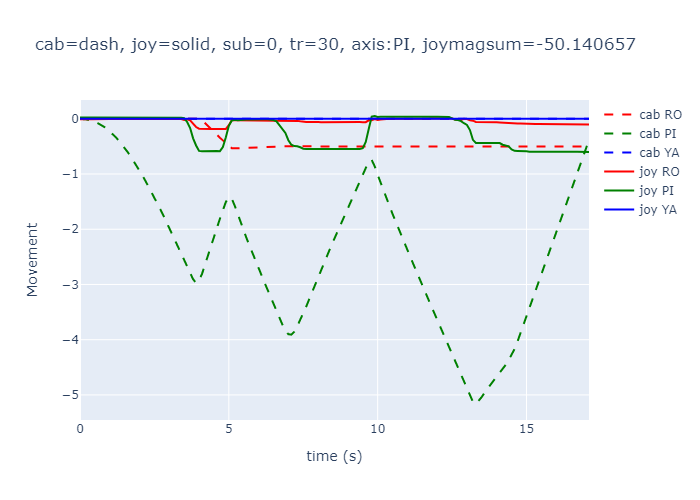 cab=dash, joy=solid, sub=0, tr=30, axis:PI, joymagsum=-50.140657
cab RO
cab PI
cab YA
joy RO
joy PI
joy YA
Movement
0
−1
−2
−3
−4
−5
0
5
10
15
time (s)